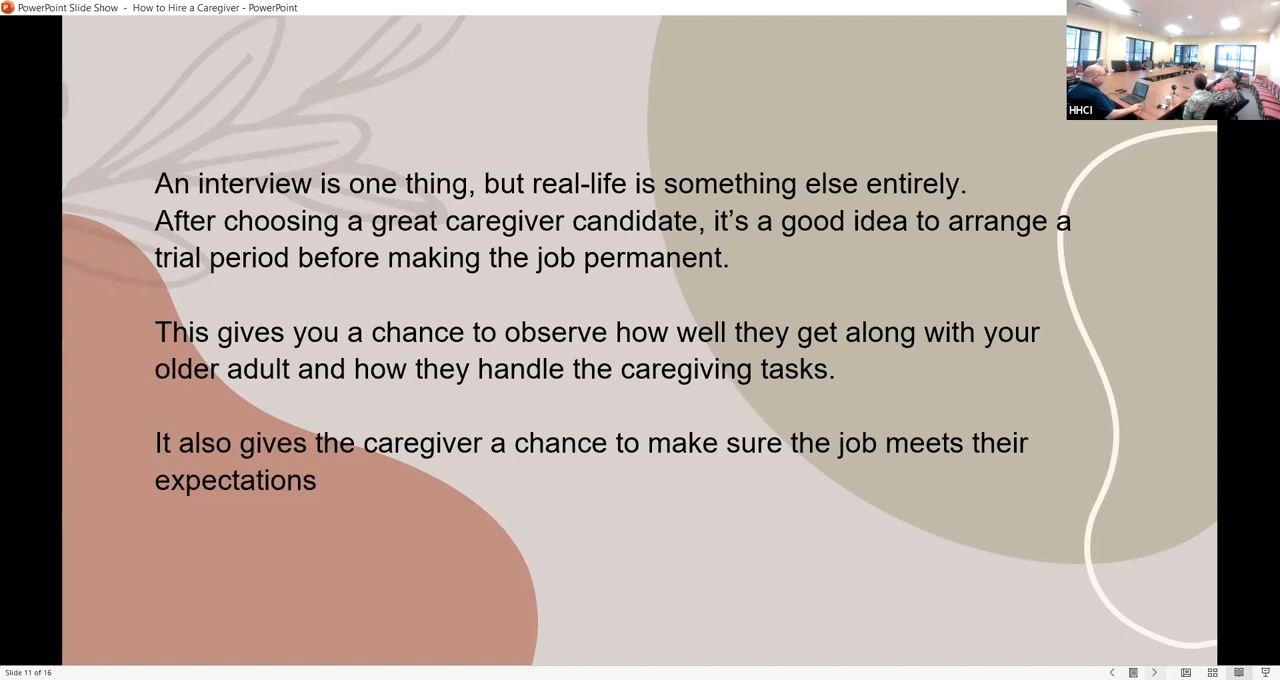 PowerPoint Slide Show - How to Hire a Caregiver - PowerPoint
HHCI
An interview is one thing, but real-life is something else entirely.
After choosing a great caregiver candidate, it’s a good idea to arrange a
trial period before making the job permanent.
This gives you a chance to observe how well they get along with your
older adult and how they handle the caregiving tasks.
It also gives the caregiver a chance to make sure the job meets their
expectations
Slide 11 of 16